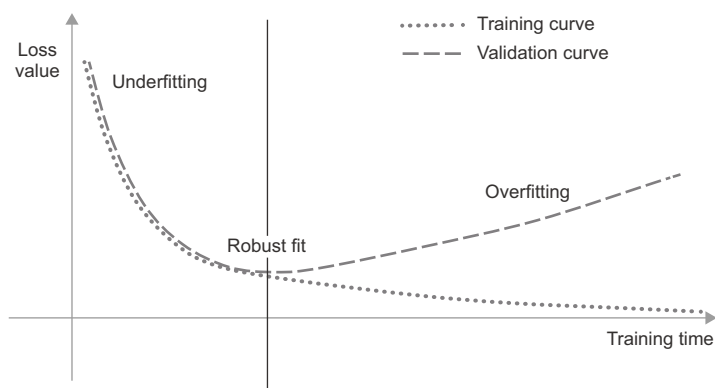 Loss
value
Training curve
Validation curve
Underfitting
Overfitting
Robust fit
Training time